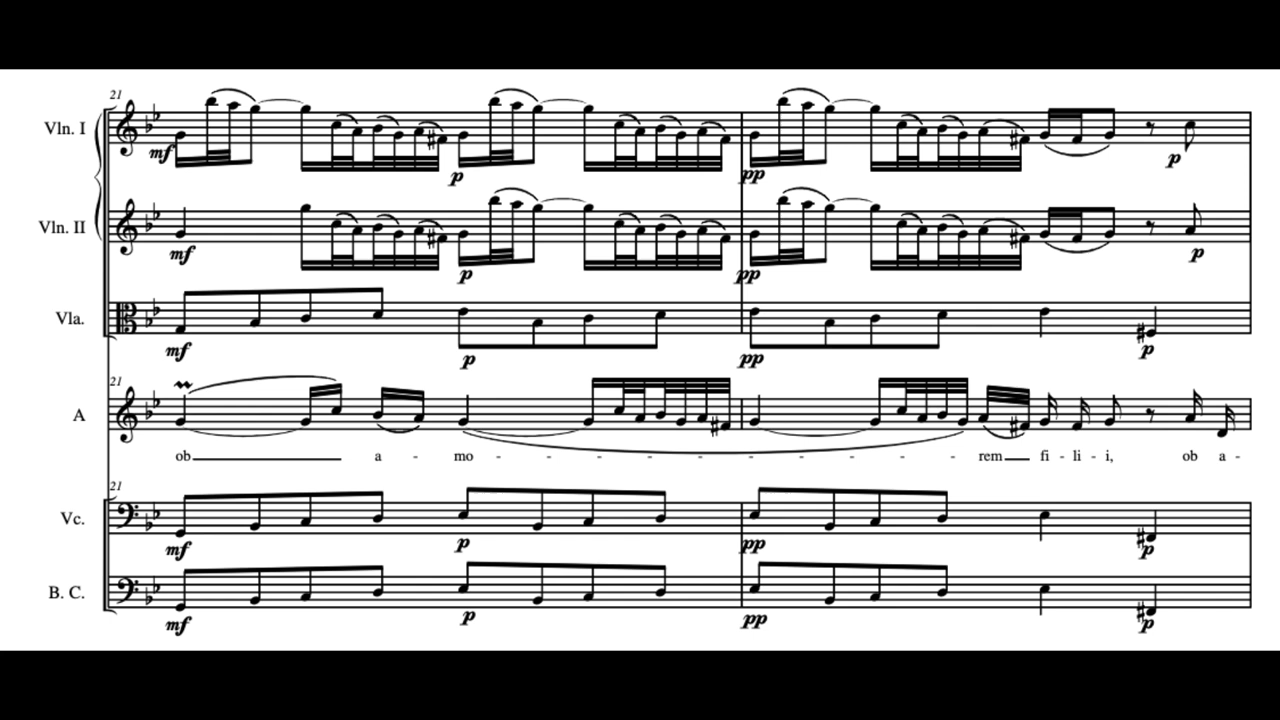 21
Vln. I
mf
p
pp
p
Vln. II
mf
p
pp
p
Vla.
mf
p
pp
p
21
A
ob a - mo - - - - - - - - - - - - rem fi - li - i, ob a -
21
Vc.
mf
p
pp
p
B. C.
mf
p
pp
p